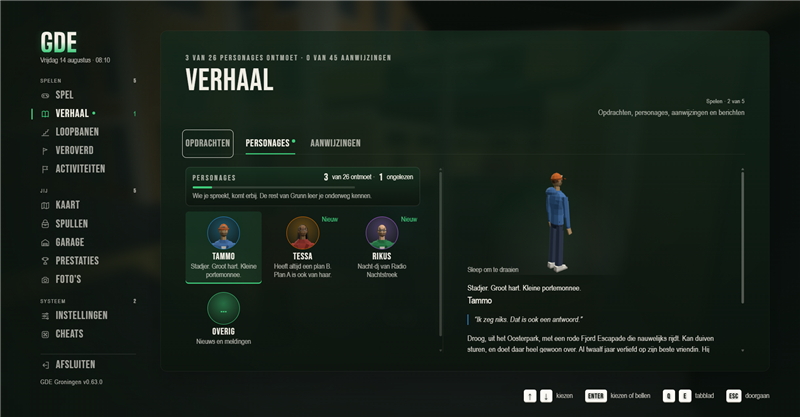 GDE
Vrijdag 14 augustus · 08:10
SPELEN 5
SPEL
VERHAAL 1
LOOPBANEN
VEROVERD
ACTIVITEITEN
JIJ 5
KAART
SPULLEN
GARAGE
PRESTATIES
FOTO'S
SYSTEEM 2
INSTELLINGEN
CHEATS
AFSLUITEN
GDE Groningen v0.63.0
3 VAN 26 PERSONAGES ONTMOET · 0 VAN 45 AANWIJZINGEN
VERHAAL
Spelen · 2 van 5
Opdrachten, personages, aanwijzingen en berichten
OPDRACHTEN PERSONAGES AANWIJZINGEN
PERSONAGES 3 van 26 ontmoet · 1 ongelezen
Wie je spreekt, komt erbij. De rest van Grunn leer je onderweg kennen.
TAMMO
Stadjer. Groot hart. Kleine
portemonnee.
Nieuw
TESSA
Heeft altijd een plan B.
Plan A is ook van haar.
Nieuw
RIKUS
Nacht-dj van Radio
Nachtstreek
...
OVERIG
Nieuws en meldingen
Sleep om te draaien
Stadjer. Groot hart. Kleine portemonnee.
Tammo
"Ik zeg niks. Dat is ook een antwoord."
Droog, uit het Oosterpark, met een rode Fjord Escapade die nauwelijks rijdt. Kan duiven
sturen, en doet daar heel gewoon over. Al twaalf jaar verliefd op zijn beste vriendin. Hij
↑ ↓ kiezen ENTER kiezen of bellen Q E tabblad ESC doorgaan